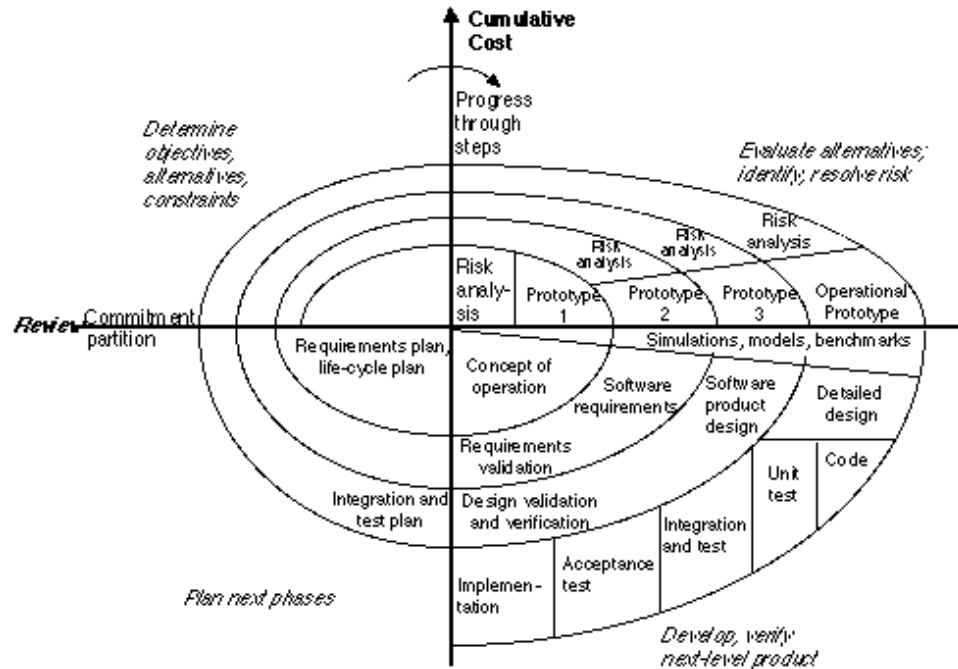 Cumulative
Cost
Progress
through
steps
Determine
objectives,
alternatives,
constraints
Evaluate alternatives;
identify, resolve risk
Risk
analysis
Risk
analysis
Risk
analysis
Risk
analy-
sis
Prototype
1
Prototype
2
Prototype
3
Operational
Prototype
Review
Commitment
partition
Simulations, models, benchmarks
Requirements plan,
life-cycle plan
Concept of
operation
Software
requirements
Software
product
design
Detailed
design
Requirements
validation
Unit
test
Code
Integration and
test plan
Design validation
and verification
Integration
and test
Acceptance
test
Implemen-
tation
Plan next phases
Develop, verify
next-level product